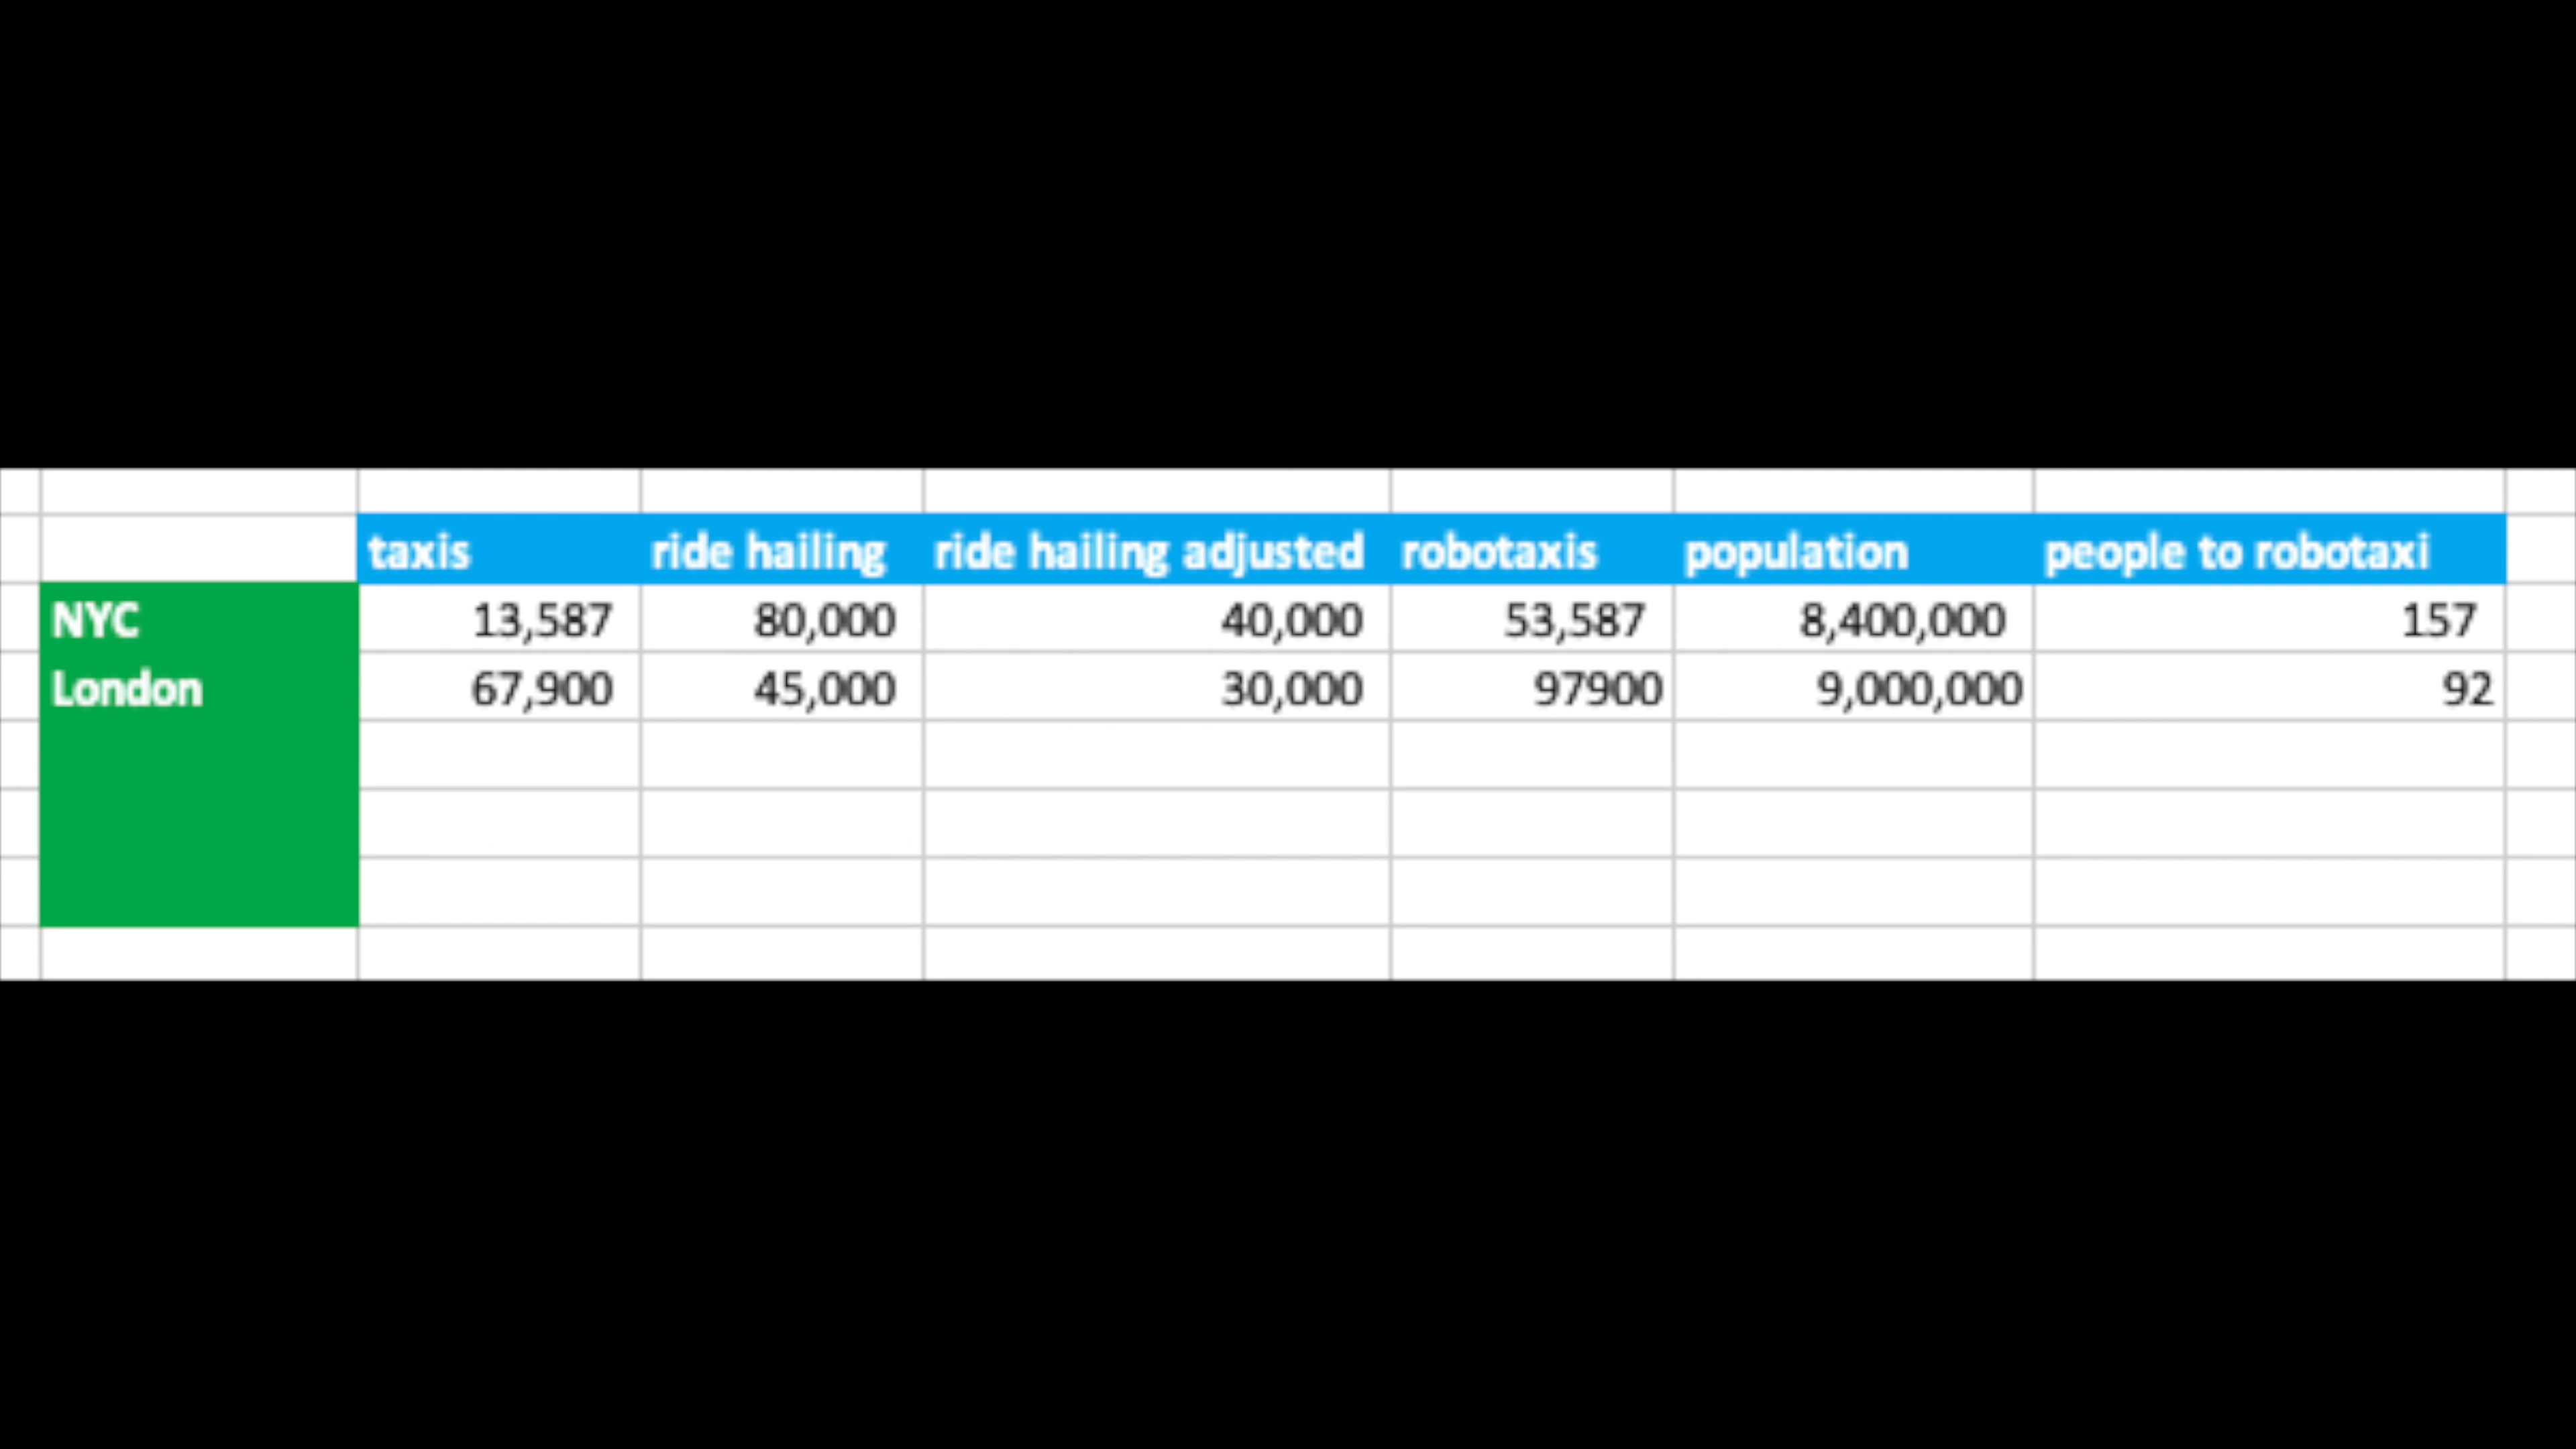 taxis ride hailing ride hailing adjusted robotaxis population people to robotaxi
NYC 13,587 80,000 40,000 53,587 8,400,000 157
London 67,900 45,000 30,000 97900 9,000,000 92